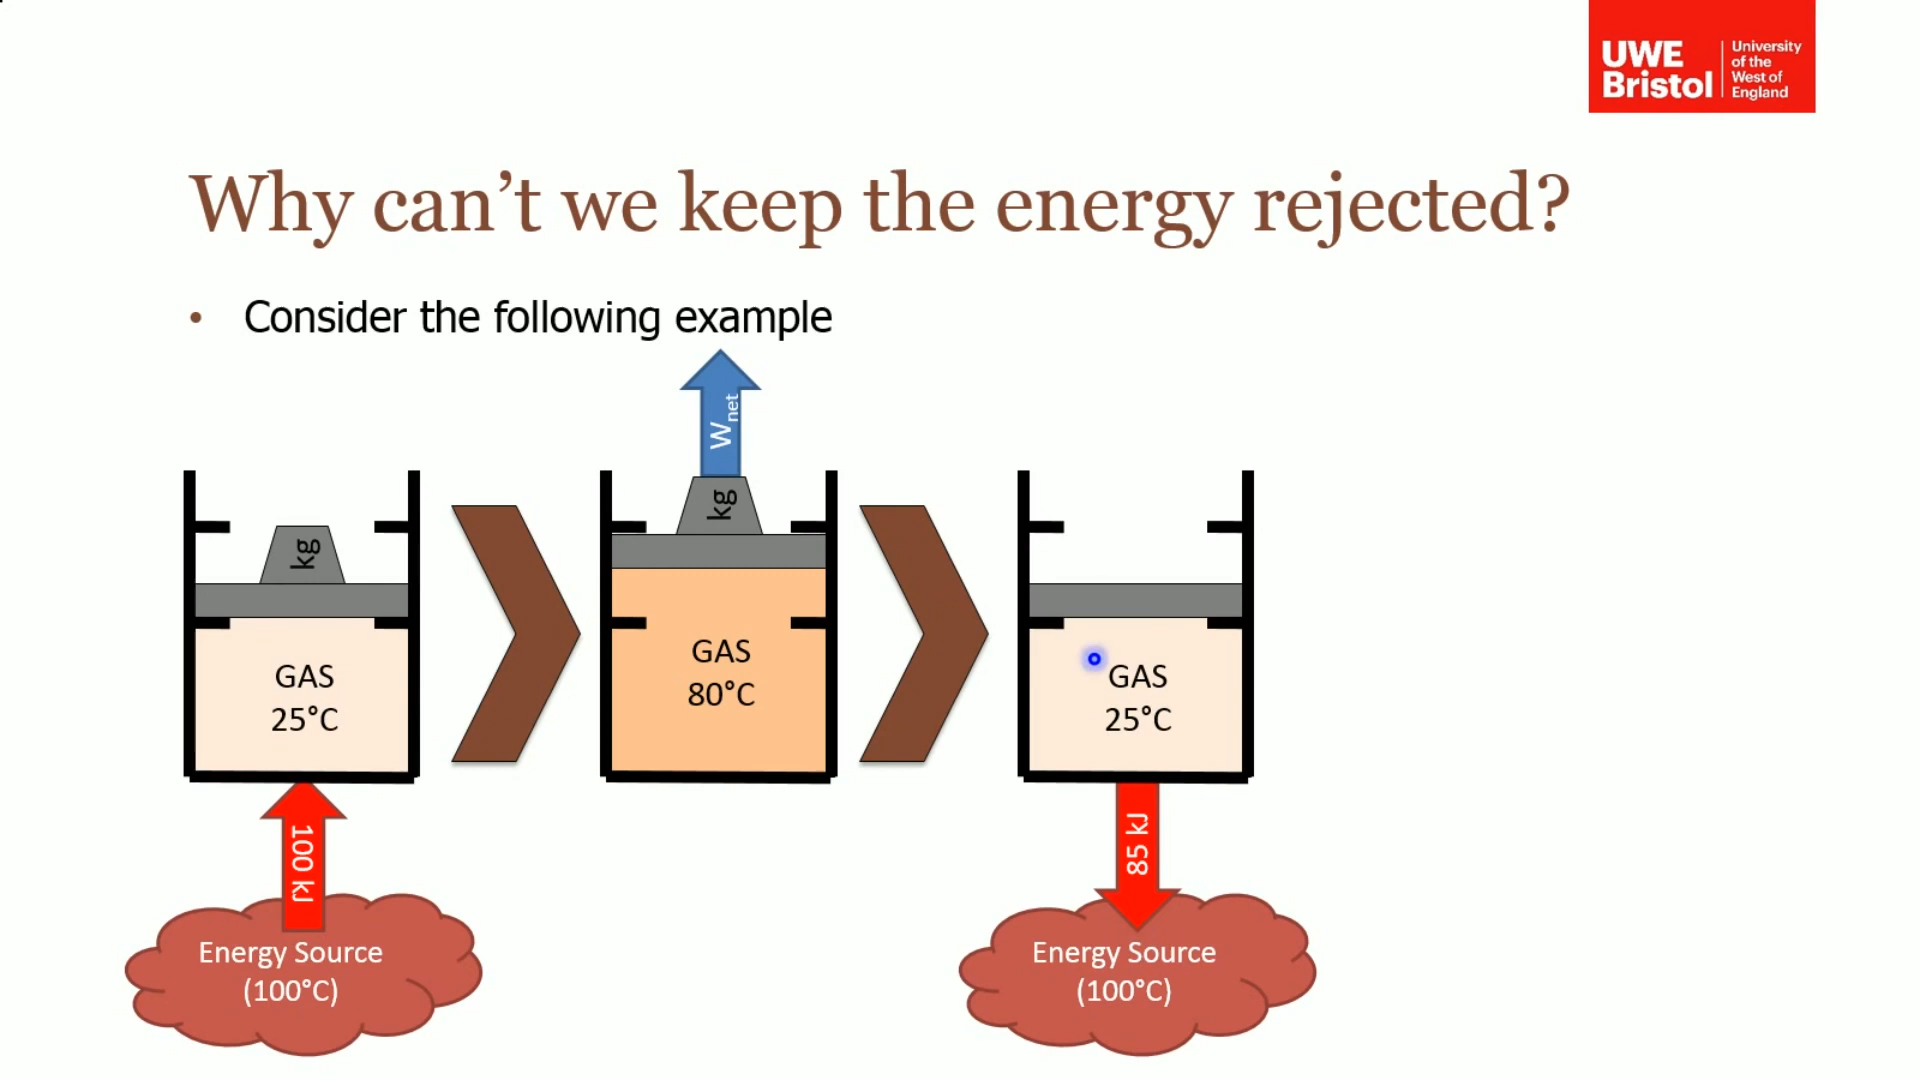 UWE
Bristol
University
of the
West of
England
Why can’t we keep the energy rejected?
• Consider the following example
Wnet
kg
kg
GAS
25°C
GAS
80°C
GAS
25°C
100 kJ
85 kJ
Energy Source
(100°C)
Energy Source
(100°C)